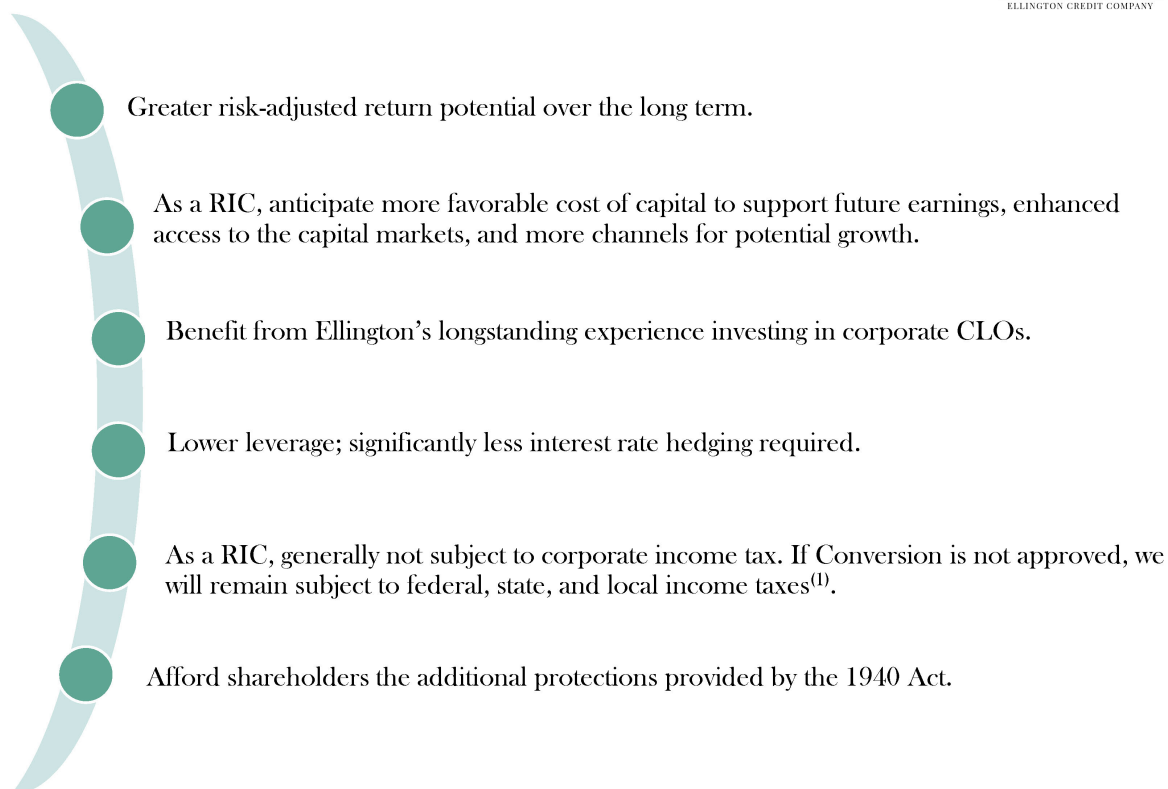 ELLINGTON CREDIT COMPANY
Greater risk-adjusted return potential over the long term.
As a RIC, anticipate more favorable cost of capital to support future earnings, enhanced
access to the capital markets, and more channels for potential growth.
Benefit from Ellington’s longstanding experience investing in corporate CLOs.
Lower leverage; significantly less interest rate hedging required.
As a RIC, generally not subject to corporate income tax. If Conversion is not approved, we
will remain subject to federal, state, and local income taxes(1).
Afford shareholders the additional protections provided by the 1940 Act.